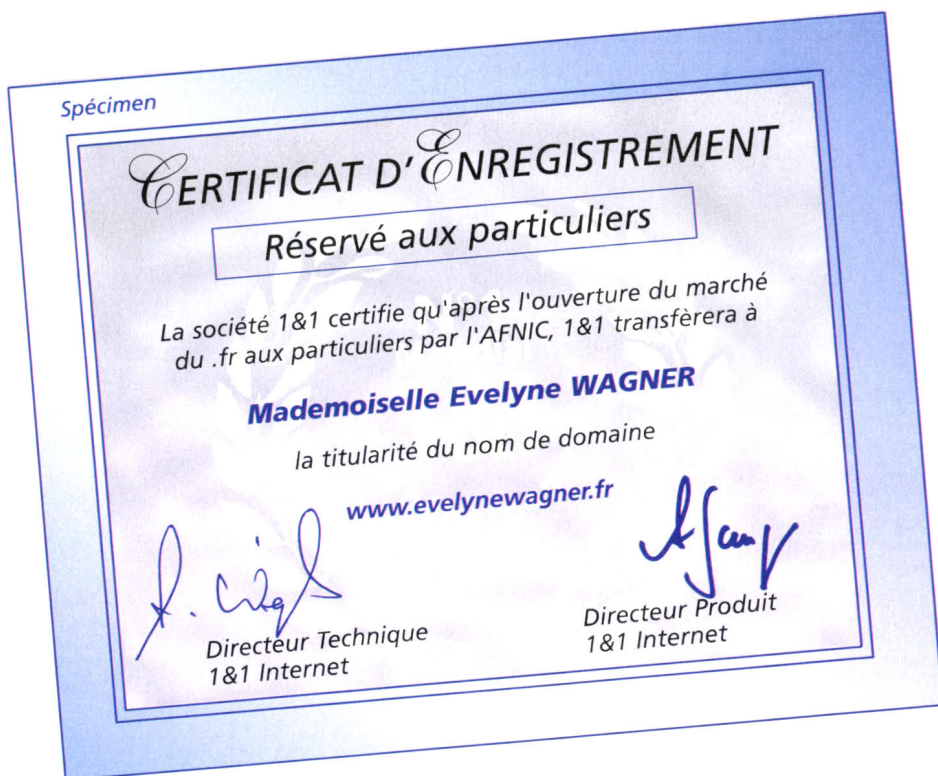 Spécimen
CERTIFICAT D'ENREGISTREMENT
Réservé aux particuliers
La société 1&1 certifie qu'après l'ouverture du marché
du .fr aux particuliers par l'AFNIC, 1&1 transfèrera à
Mademoiselle Evelyne WAGNER
la titularité du nom de domaine
www.evelynewagner.fr
Directeur Technique
1&1 Internet
Directeur Produit
1&1 Internet